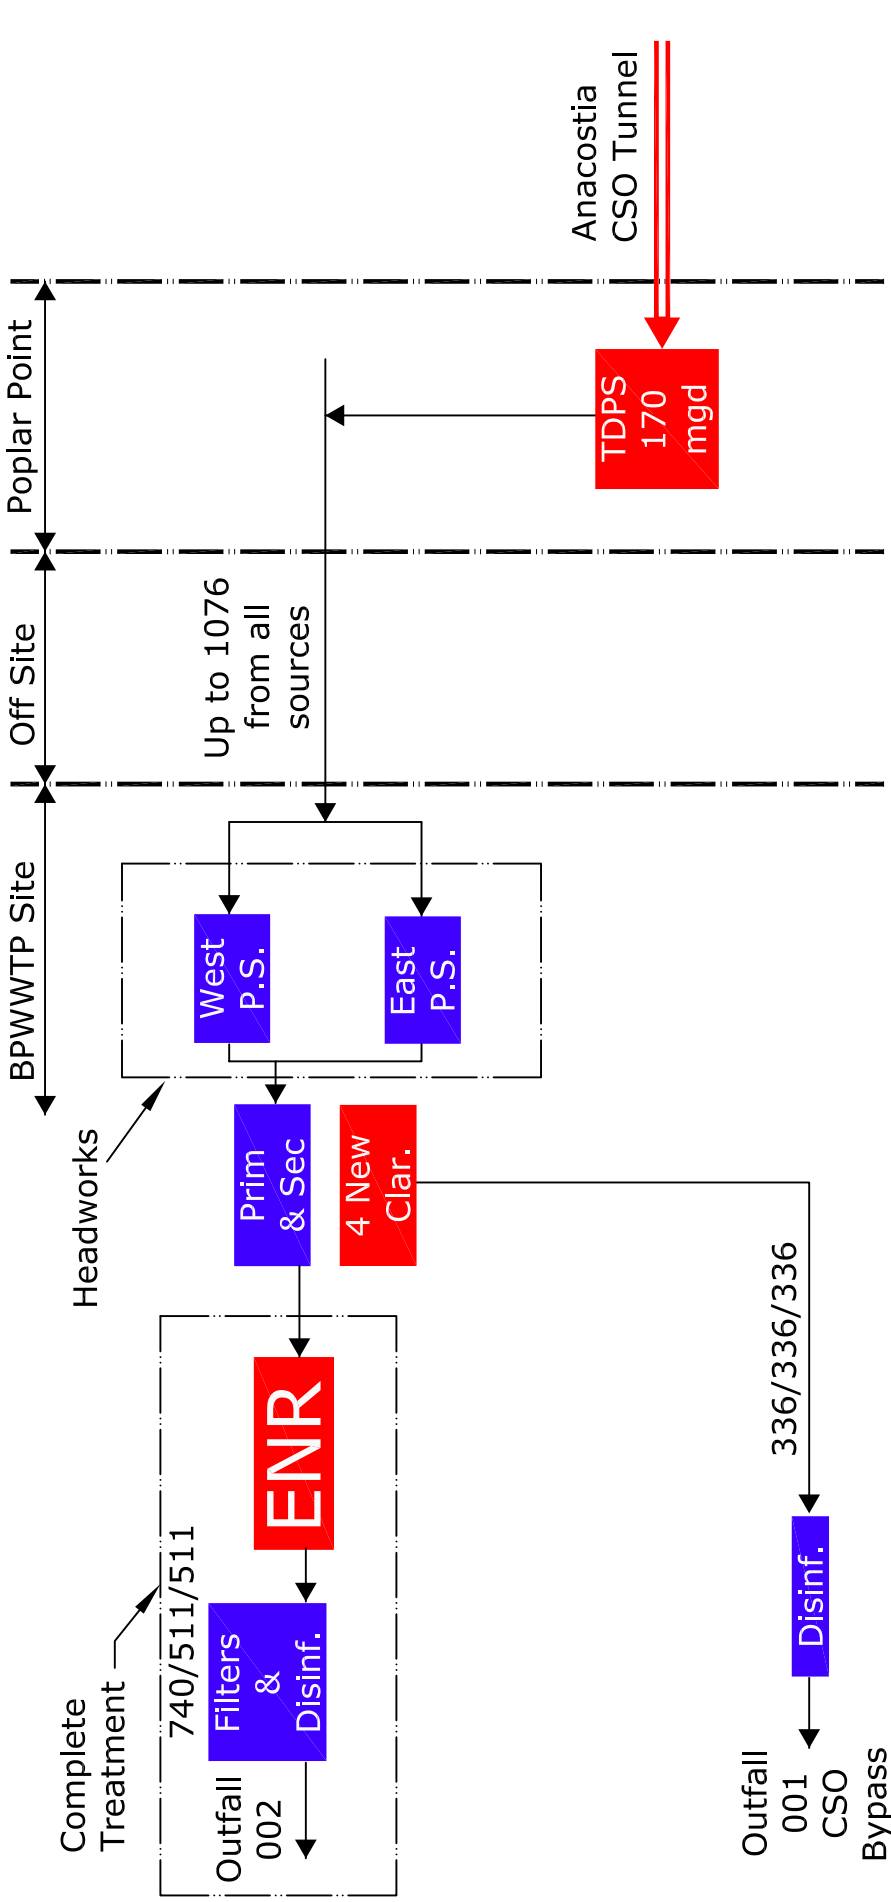 BPWWTP Site
Off Site
Poplar Point
Complete
Treatment
Headworks
740/511/511
Outfall
002
Filters
&
Disinf.
ENR
Prim
& Sec
4 New
Clar.
West
P.S.
East
P.S.
Up to 1076
from all
sources
TDPS
170
mgd
Anacostia
CSO Tunnel
336/336/336
Disinf.
Outfall
001
CSO
Bypass